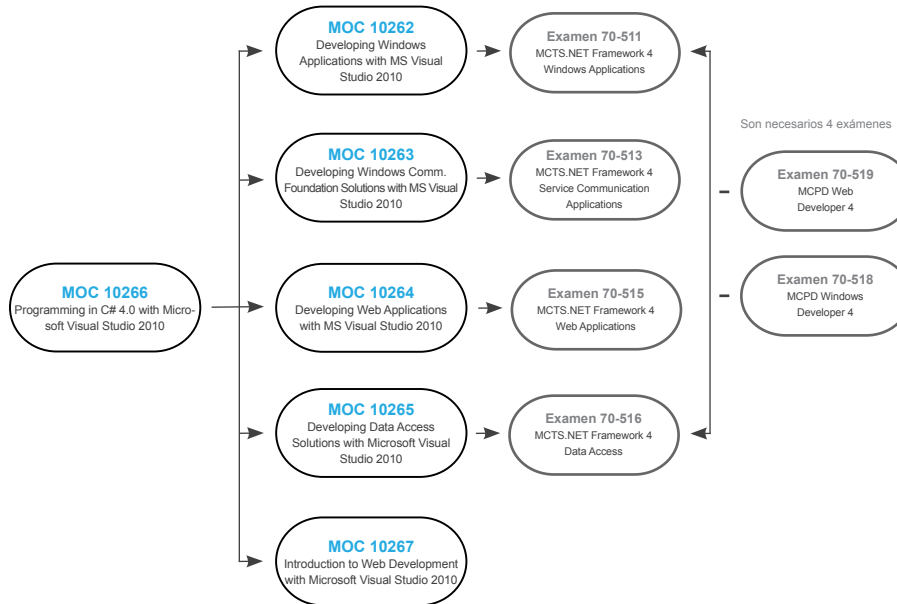 MOC 10262
Developing Windows
Applications with MS Visual
Studio 2010
Examen 70-511
MCTS.NET Framework 4
Windows Applications
Son necesarios 4 exámenes
MOC 10263
Developing Windows Comm.
Foundation Solutions with MS Visual
Studio 2010
Examen 70-513
MCTS.NET Framework 4
Service Communication
Applications
Examen 70-519
MCPD Web
Developer 4
MOC 10266
Programming in C# 4.0 with Micro-
soft Visual Studio 2010
MOC 10264
Developing Web Applications
with MS Visual Studio 2010
Examen 70-515
MCTS.NET Framework 4
Web Applications
Examen 70-518
MCPD Windows
Developer 4
MOC 10265
Developing Data Access
Solutions with Microsoft Visual
Studio 2010
Examen 70-516
MCTS.NET Framework 4
Data Access
MOC 10267
Introduction to Web Development
with Microsoft Visual Studio 2010